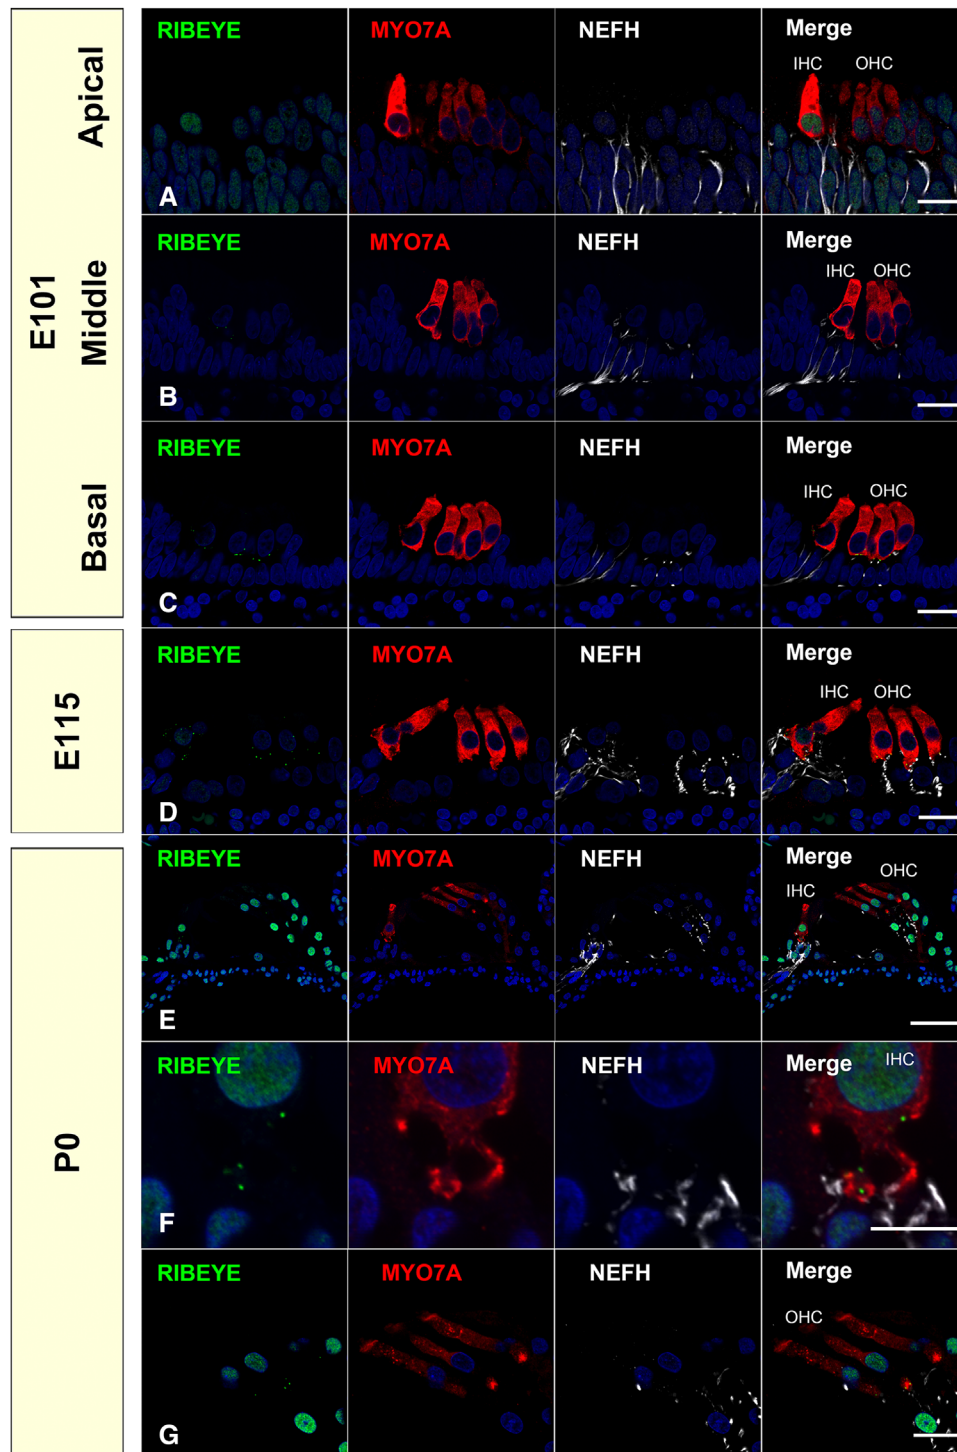 E101
Apical
RIBEYE MYO7A NEFH Merge
IHC OHC
A
Middle
RIBEYE MYO7A NEFH Merge
IHC OHC
B
Basal
RIBEYE MYO7A NEFH Merge
IHC OHC
C
E115
RIBEYE MYO7A NEFH Merge
IHC OHC
D
P0
RIBEYE MYO7A NEFH Merge
IHC OHC
E
RIBEYE MYO7A NEFH Merge
IHC
F
RIBEYE MYO7A NEFH Merge
OHC
G